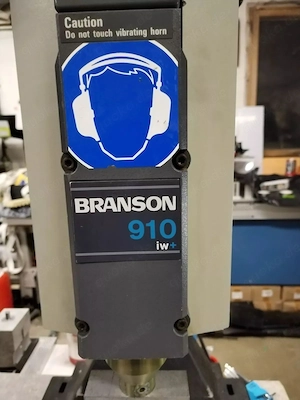 Caution
Do not touch vibrating horn
BRANSON
910
iw+